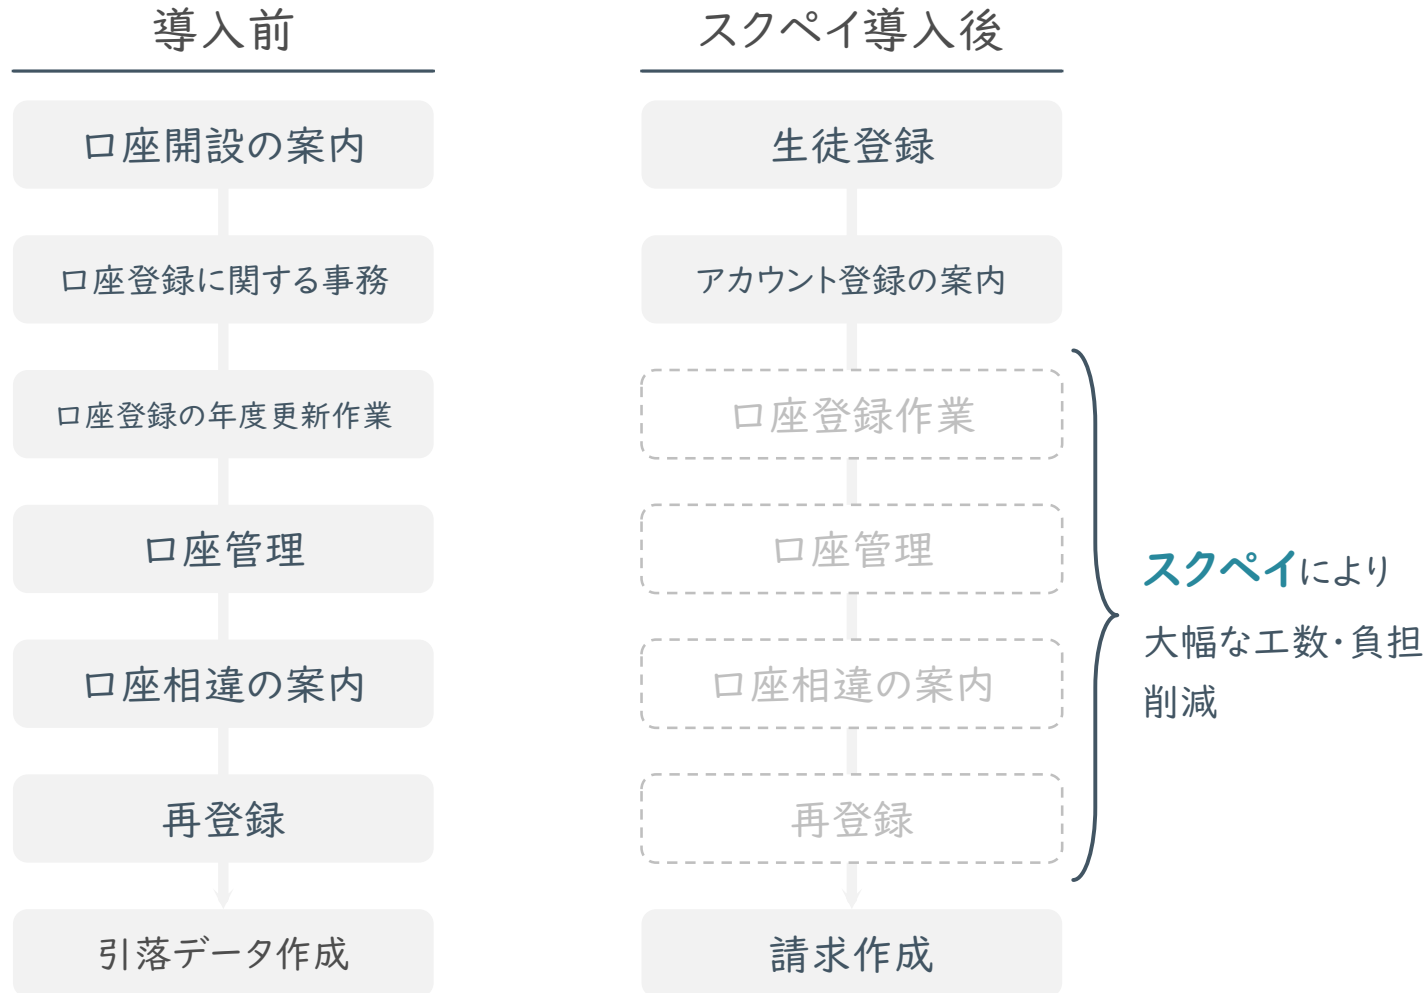 導入前
口座開設の案内
口座登録に関する事務
口座登録の年度更新作業
口座管理
口座相違の案内
再登録
引落データ作成
スクペイ導入後
生徒登録
アカウント登録の案内
口座登録作業
口座管理
口座相違の案内
再登録
請求作成
スクペイにより
大幅な工数・負担
削減